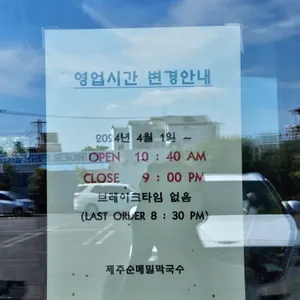 영업시간 변경안내
2024년 4월 1일 ~
OPEN 10 : 40 AM
CLOSE 9 : 00 PM
브레이크타임 없음
(LAST ORDER 8 : 30 PM)
제주순메밀막국수